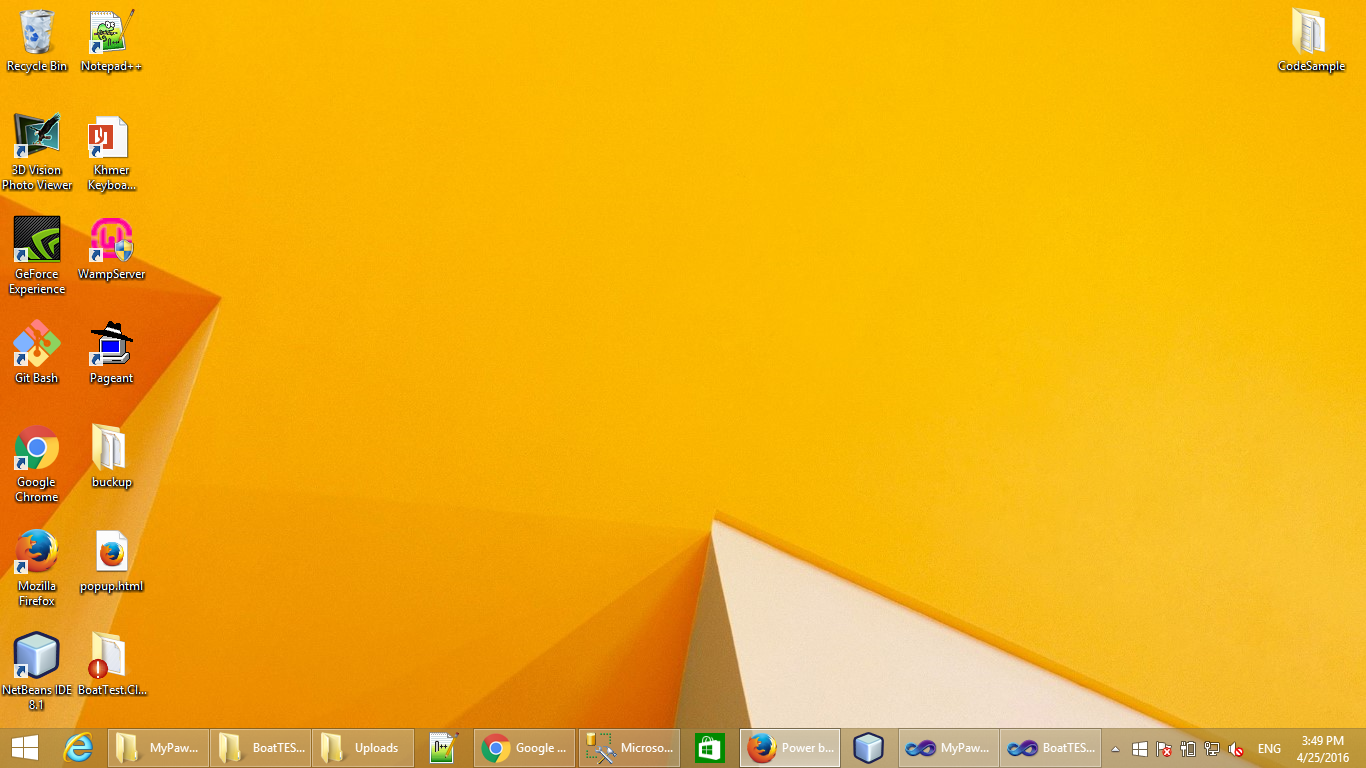 Recycle Bin
Notepad++
CodeSample
3D Vision
Photo Viewer
Khmer
Keyboa...
GeForce
Experience
WampServer
Git Bash
Pageant
Google
Chrome
buckup
Mozilla
Firefox
popup.html
NetBeans IDE
8.1
BoatTest.Cl...
MyPaw...
BoatTES...
Uploads
Google ...
Microso...
Power b...
MyPaw...
BoatTES...
ENG
3:49 PM
4/25/2016